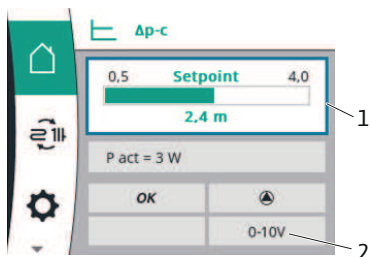 Δp-c
0,5 Setpoint 4,0
2,4 m
1
P act = 3 W
OK
0-10V
2